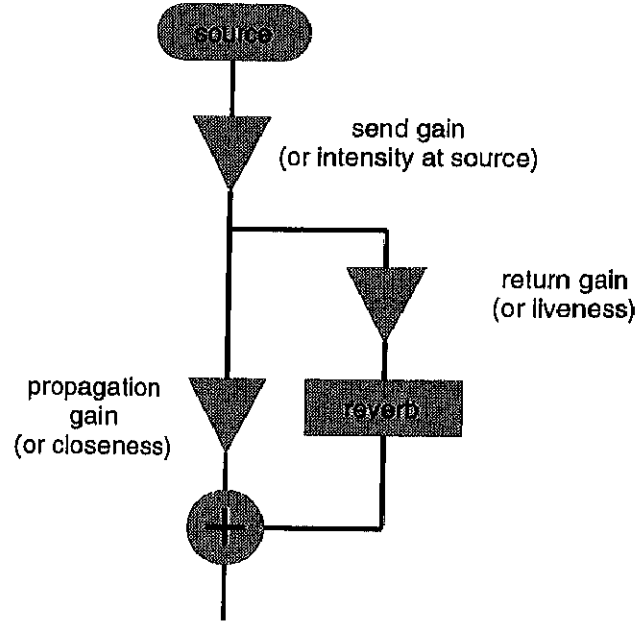 source
send gain
(or intensity at source)
return gain
(or liveness)
propagation
gain
(or closeness)
reverb
+